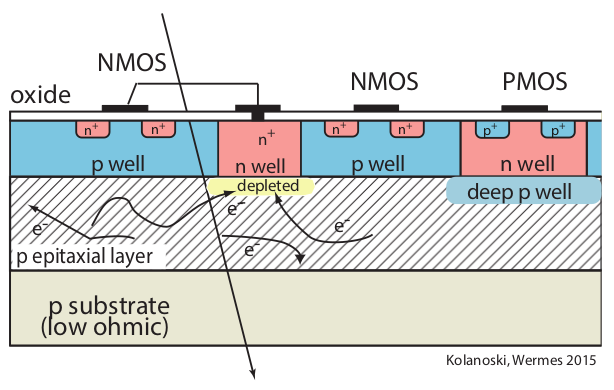 NMOS
NMOS
PMOS
oxide
n+
n+
n+
n+
n+
p+
p+
p well
n well
p well
n well
depleted
deep p well
e-
e-
e-
e-
p epitaxial layer
p substrate
(low ohmic)
Kolanoski, Wermes 2015